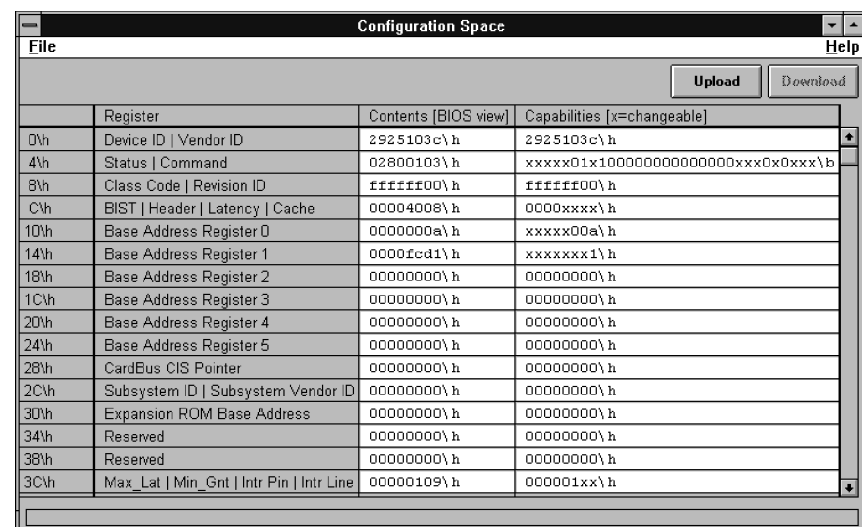 Configuration Space
File Help
Upload Download
Register Contents [BIOS view] Capabilities [x=changeable]
0\h Device ID | Vendor ID 2925103c\h 2925103c\h
4\h Status | Command 02800103\h xxxxx01x100000000000000xxx0x0xxx\b
8\h Class Code | Revision ID ffffff00\h ffffff00\h
C\h BIST | Header | Latency | Cache 00004008\h 0000xxxx\h
10\h Base Address Register 0 0000000a\h xxxxx00a\h
14\h Base Address Register 1 0000fcd1\h xxxxxxx1\h
18\h Base Address Register 2 00000000\h 00000000\h
1C\h Base Address Register 3 00000000\h 00000000\h
20\h Base Address Register 4 00000000\h 00000000\h
24\h Base Address Register 5 00000000\h 00000000\h
28\h CardBus CIS Pointer 00000000\h 00000000\h
2C\h Subsystem ID | Subsystem Vendor ID 00000000\h 00000000\h
30\h Expansion ROM Base Address 00000000\h 00000000\h
34\h Reserved 00000000\h 00000000\h
38\h Reserved 00000000\h 00000000\h
3C\h Max_Lat | Min_Gnt | Intr Pin | Intr Line 00000109\h 000001xx\h